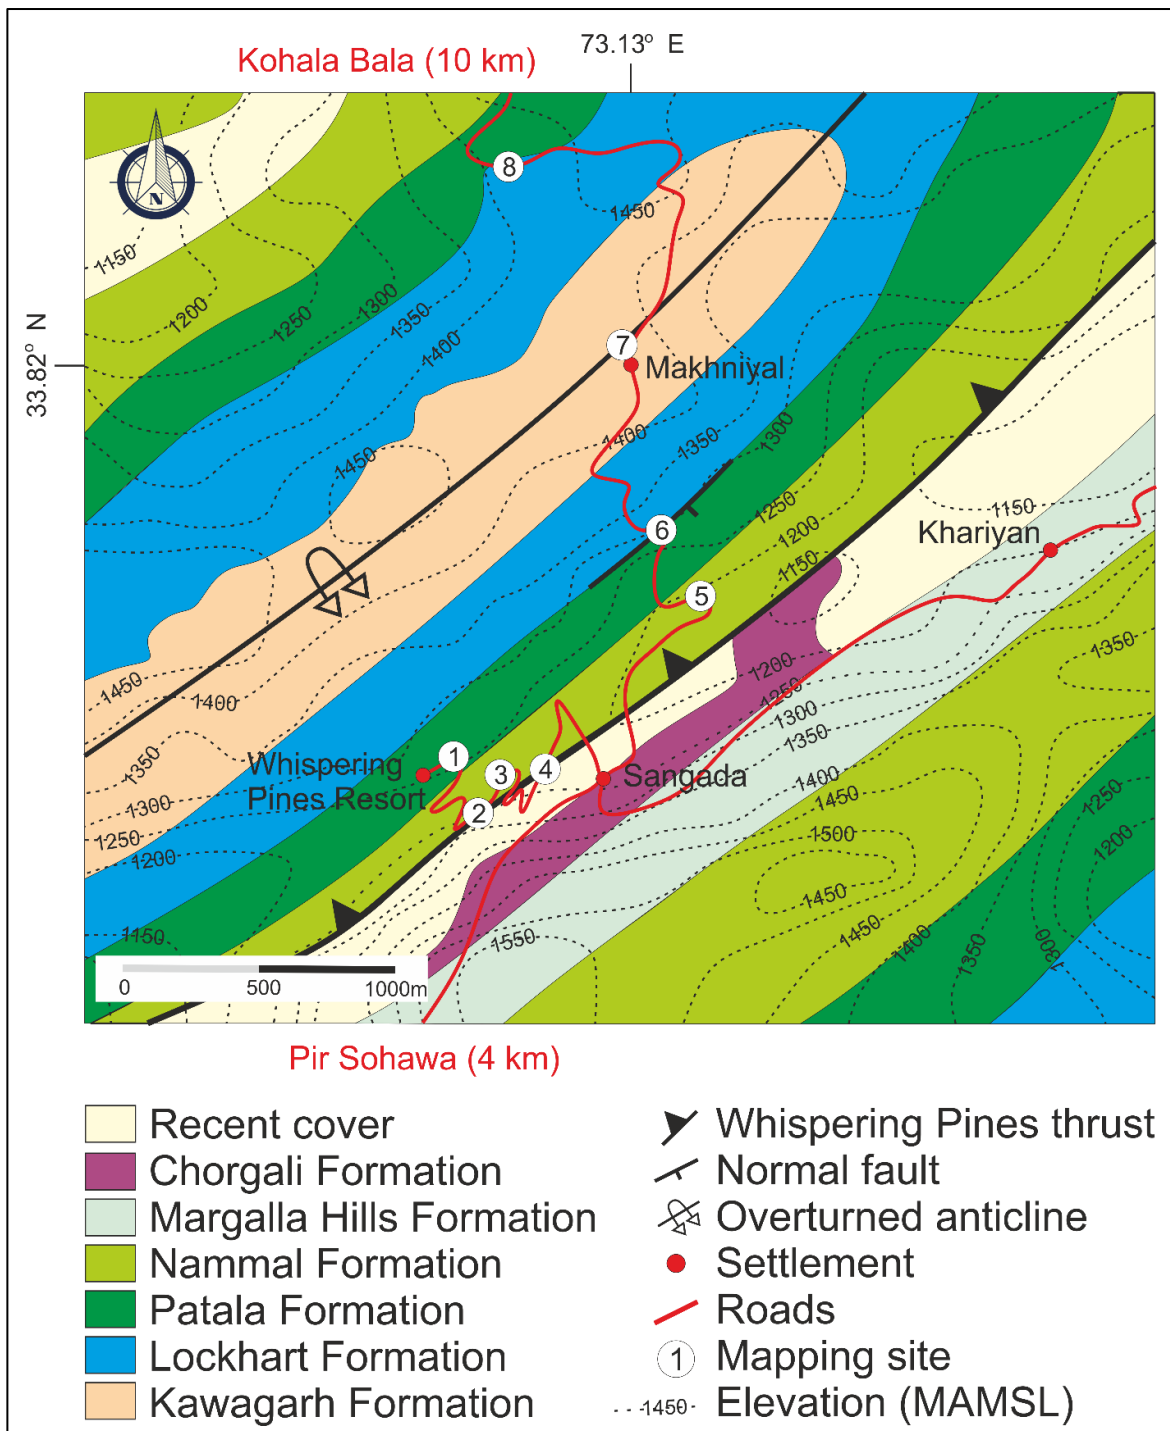 73.13° E
Kohala Bala (10 km)
N
33.82° N
8
1450
1150
1200
1250
1300
1350
1400
7
Makhniyal
1400
1350
1300
1450
1250
1200
1150
1150
6
Khariyan
5
1350
1450
1400
1200
1250
1300
1350
1400
1450
1500
1450
1450
1400
1350
1300
1250
1200
1350
1300
1250
1200
1150
Whispering
Pines Resort
1
2
3
4
Sangada
1550
0 500 1000m
Pir Sohawa (4 km)
Recent cover
Chorgali Formation
Margalla Hills Formation
Nammal Formation
Patala Formation
Lockhart Formation
Kawagarh Formation
Whispering Pines thrust
Normal fault
Overturned anticline
Settlement
Roads
1 Mapping site
1450 Elevation (MAMSL)